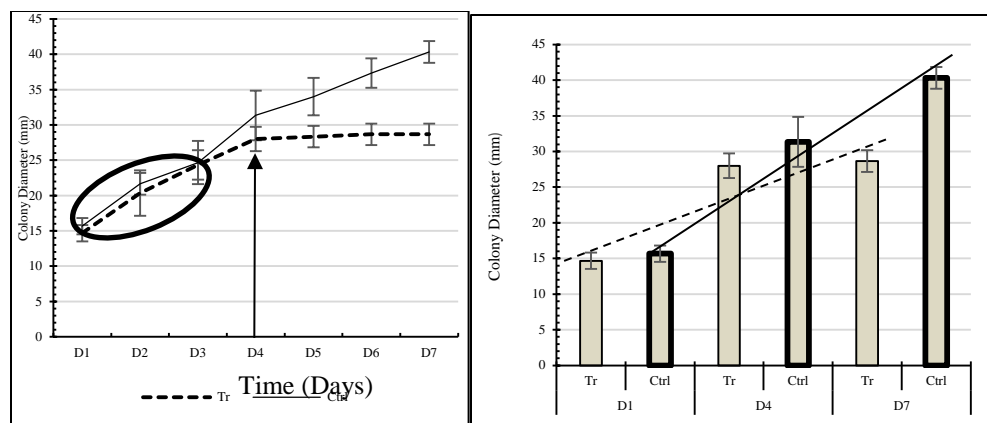 45
40
35
30
25
20
15
10
5
0
Colony Diameter (mm)
D1 D2 D3 D4 D5 D6 D7
Time (Days)
Tr Ctrl
45
40
35
30
25
20
15
10
5
0
Colony Diameter (mm)
Tr Ctrl Tr Ctrl Tr Ctrl
D1 D4 D7